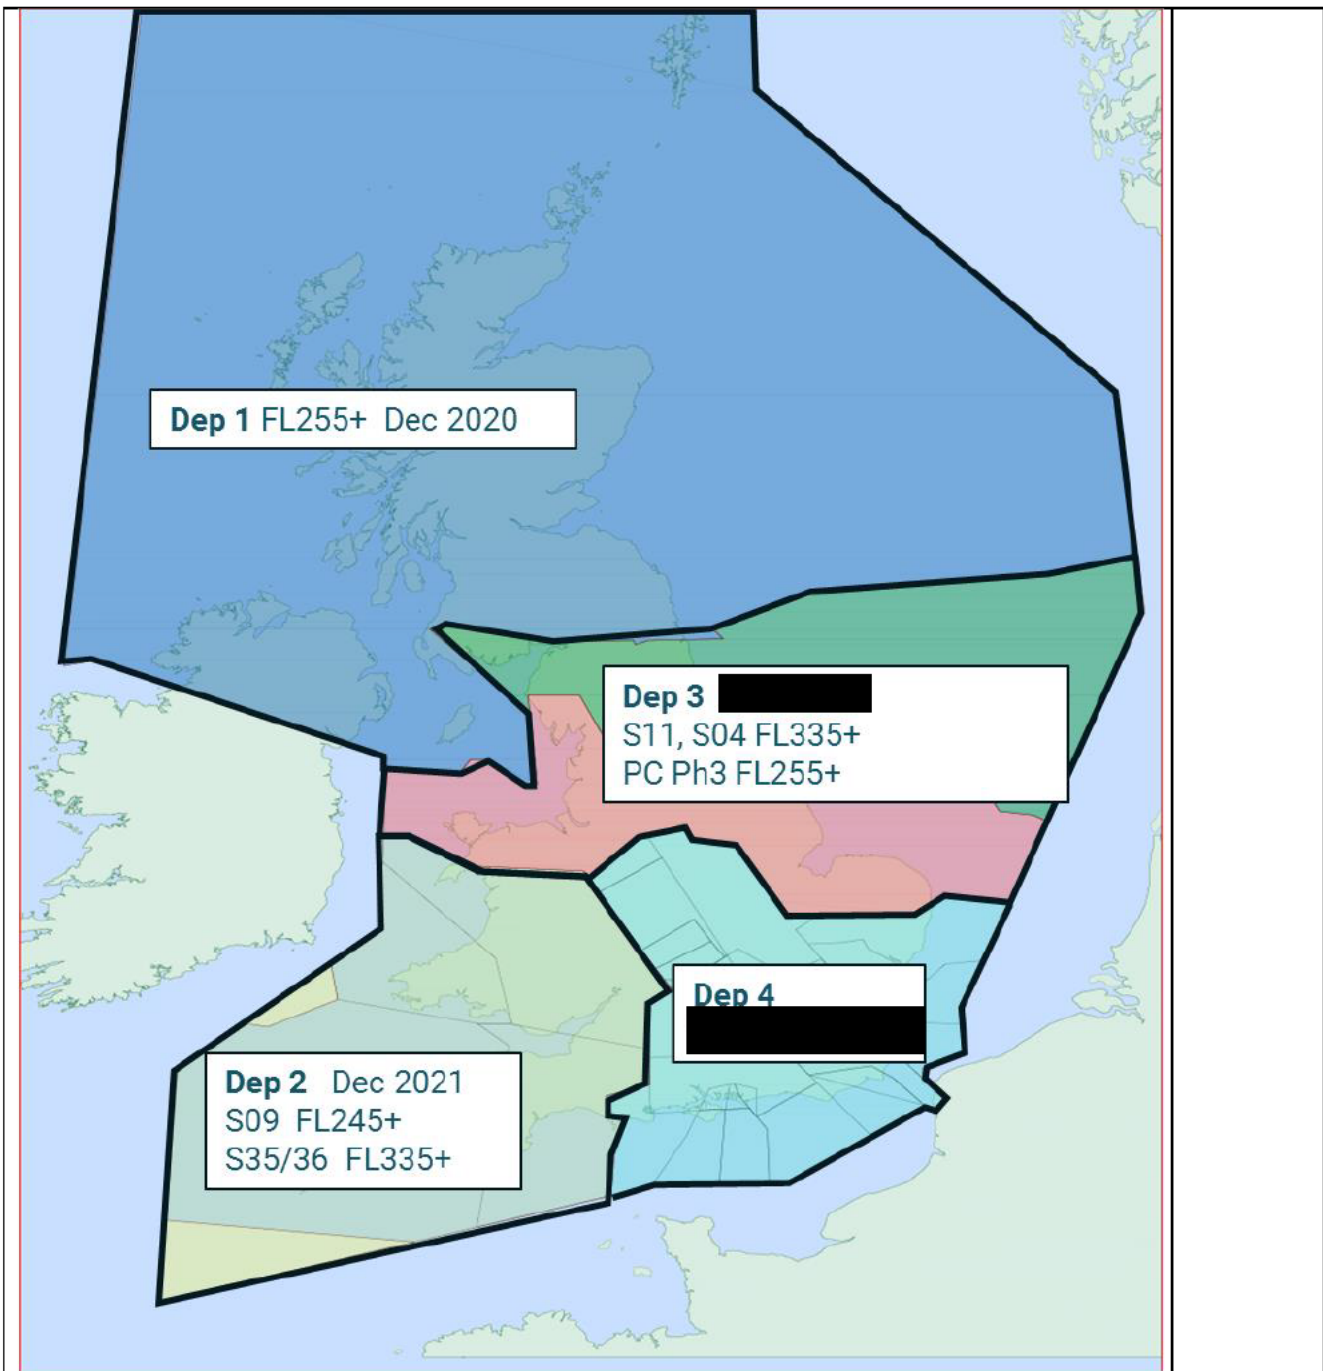 Dep 1 FL255+ Dec 2020
Dep 3
S11, S04 FL335+
PC Ph3 FL255+
Dep 4
Dep 2 Dec 2021
S09 FL245+
S35/36 FL335+